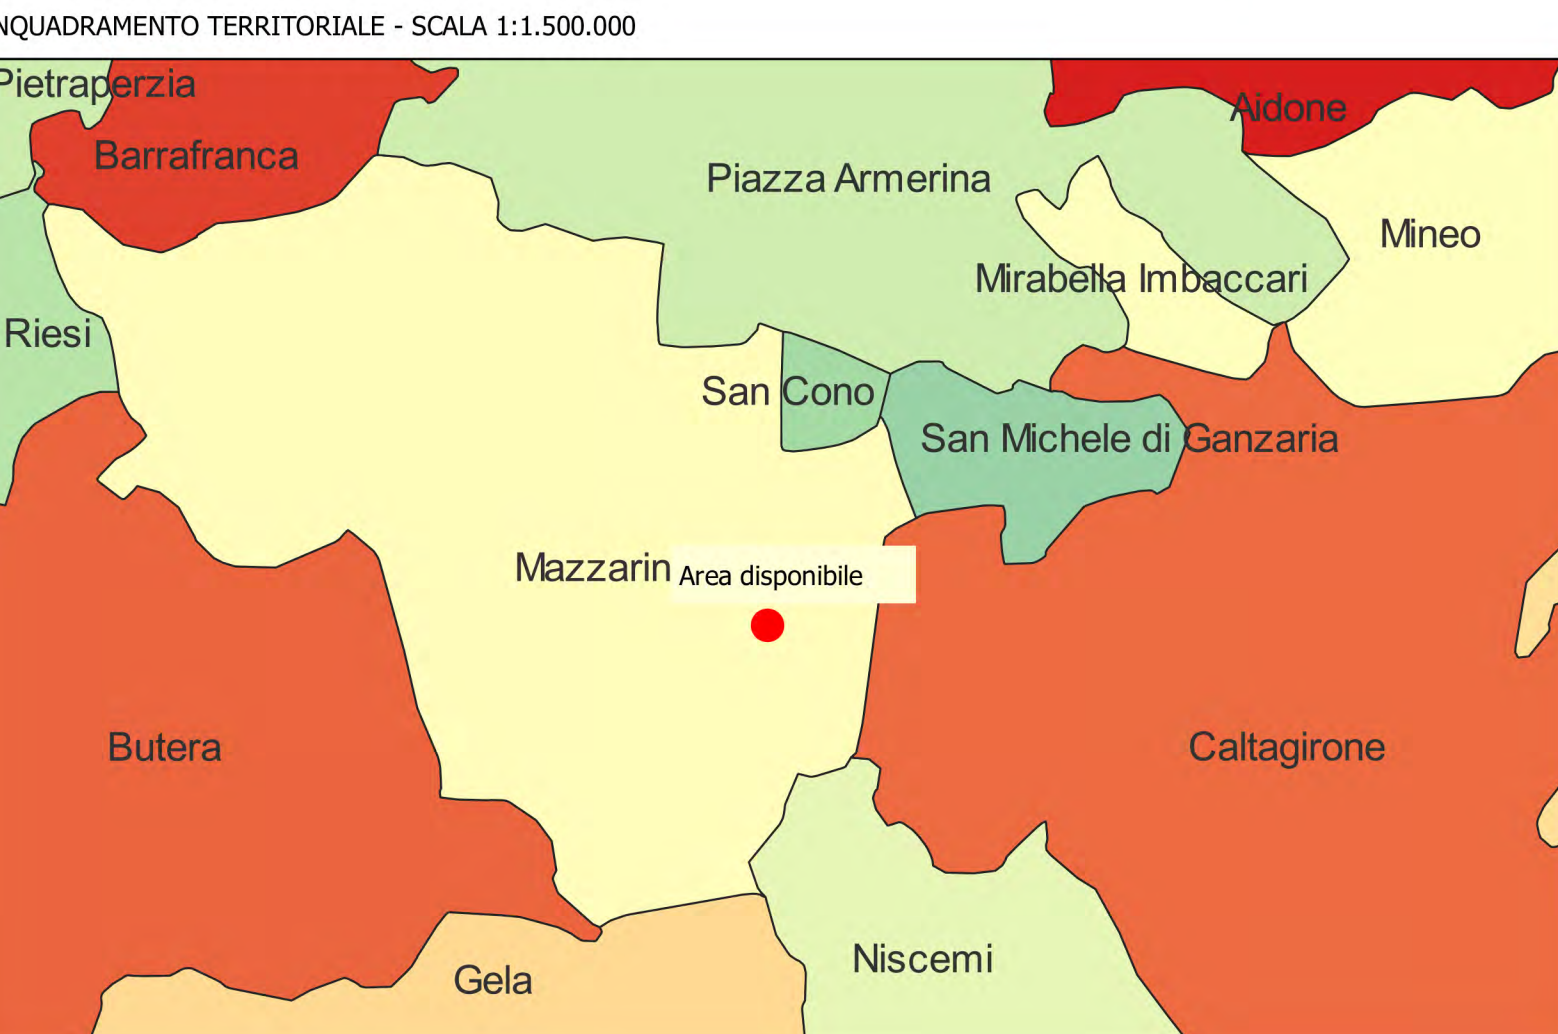 NQUADRAMENTO TERRITORIALE - SCALA 1:1.500.000
Pietraperzia
Aidone
Barrafranca
Piazza Armerina
Mineo
Mirabella Imbaccari
Riesi
San Cono
San Michele di Ganzaria
Mazzarin
Area disponibile
Butera
Caltagirone
Niscemi
Gela